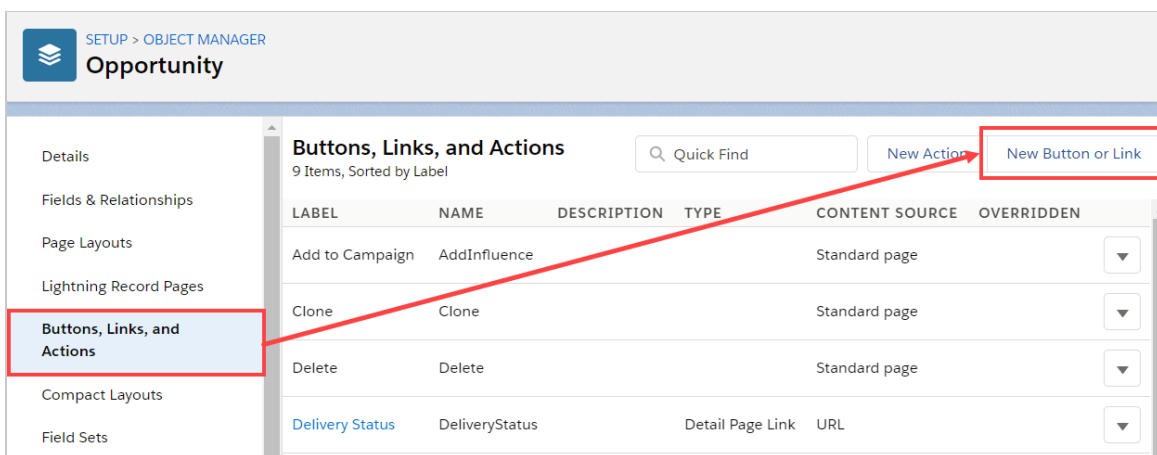 SETUP > OBJECT MANAGER
Opportunity
Details
Fields & Relationships
Page Layouts
Lightning Record Pages
Buttons, Links, and
Actions
Compact Layouts
Field Sets
Buttons, Links, and Actions
9 Items, Sorted by Label
Quick Find
New Action
New Button or Link
LABEL NAME DESCRIPTION TYPE CONTENT SOURCE OVERRIDDEN
Add to Campaign AddInfluence Standard page
Clone Clone Standard page
Delete Delete Standard page
Delivery Status DeliveryStatus Detail Page Link URL